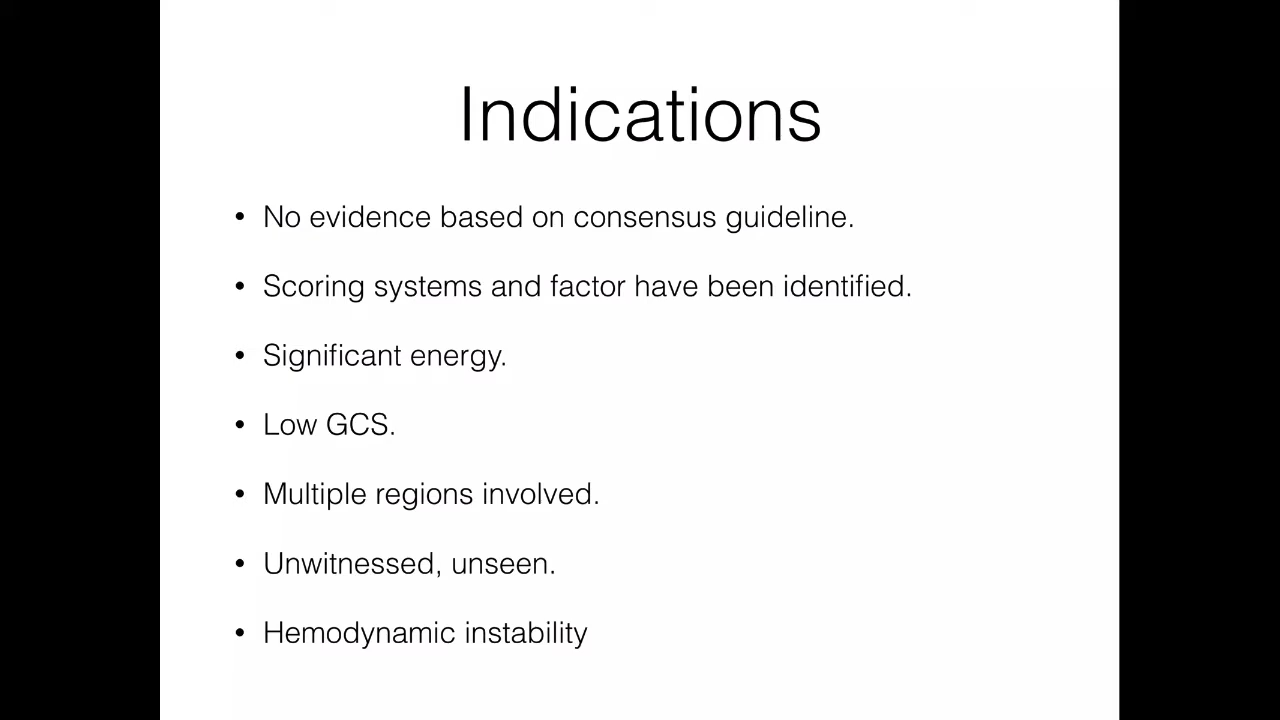 Indications
• No evidence based on consensus guideline.
• Scoring systems and factor have been identified.
• Significant energy.
• Low GCS.
• Multiple regions involved.
• Unwitnessed, unseen.
• Hemodynamic instability